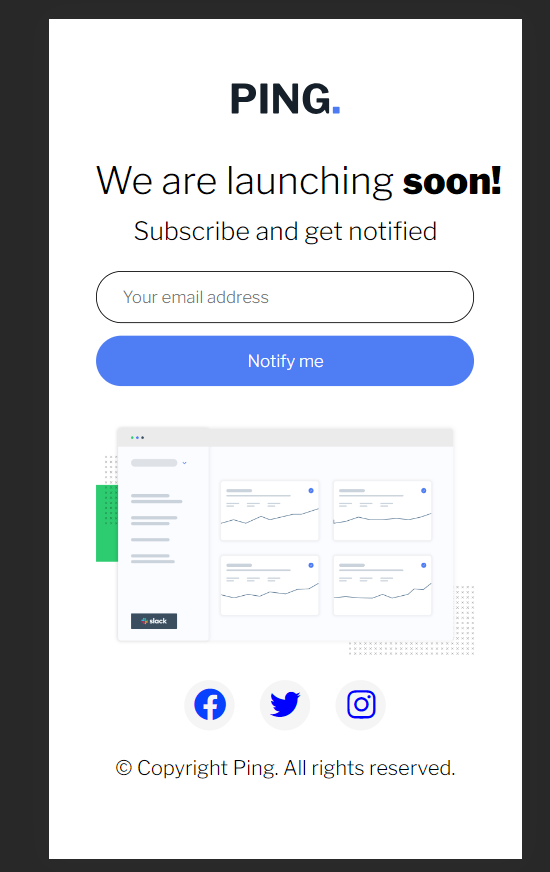 PING.
We are launching soon!
Subscribe and get notified
Your email address
Notify me
slack
© Copyright Ping. All rights reserved.